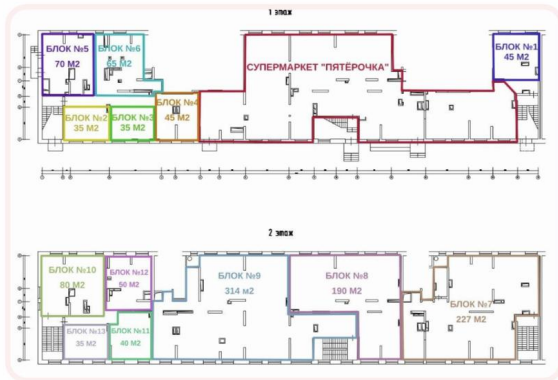 1 этаж
БЛОК №5
70 М2
БЛОК №6
65 М2
СУПЕРМАРКЕТ "ПЯТЁРОЧКА"
БЛОК №1
45 М2
БЛОК №2
35 М2
БЛОК №3
35 М2
БЛОК №4
45 М2
2 этаж
БЛОК №10
80 М2
БЛОК №12
50 М2
БЛОК №9
314 м2
БЛОК №8
190 М2
БЛОК №7
227 М2
БЛОК №13
35 М2
БЛОК №11
40 М2